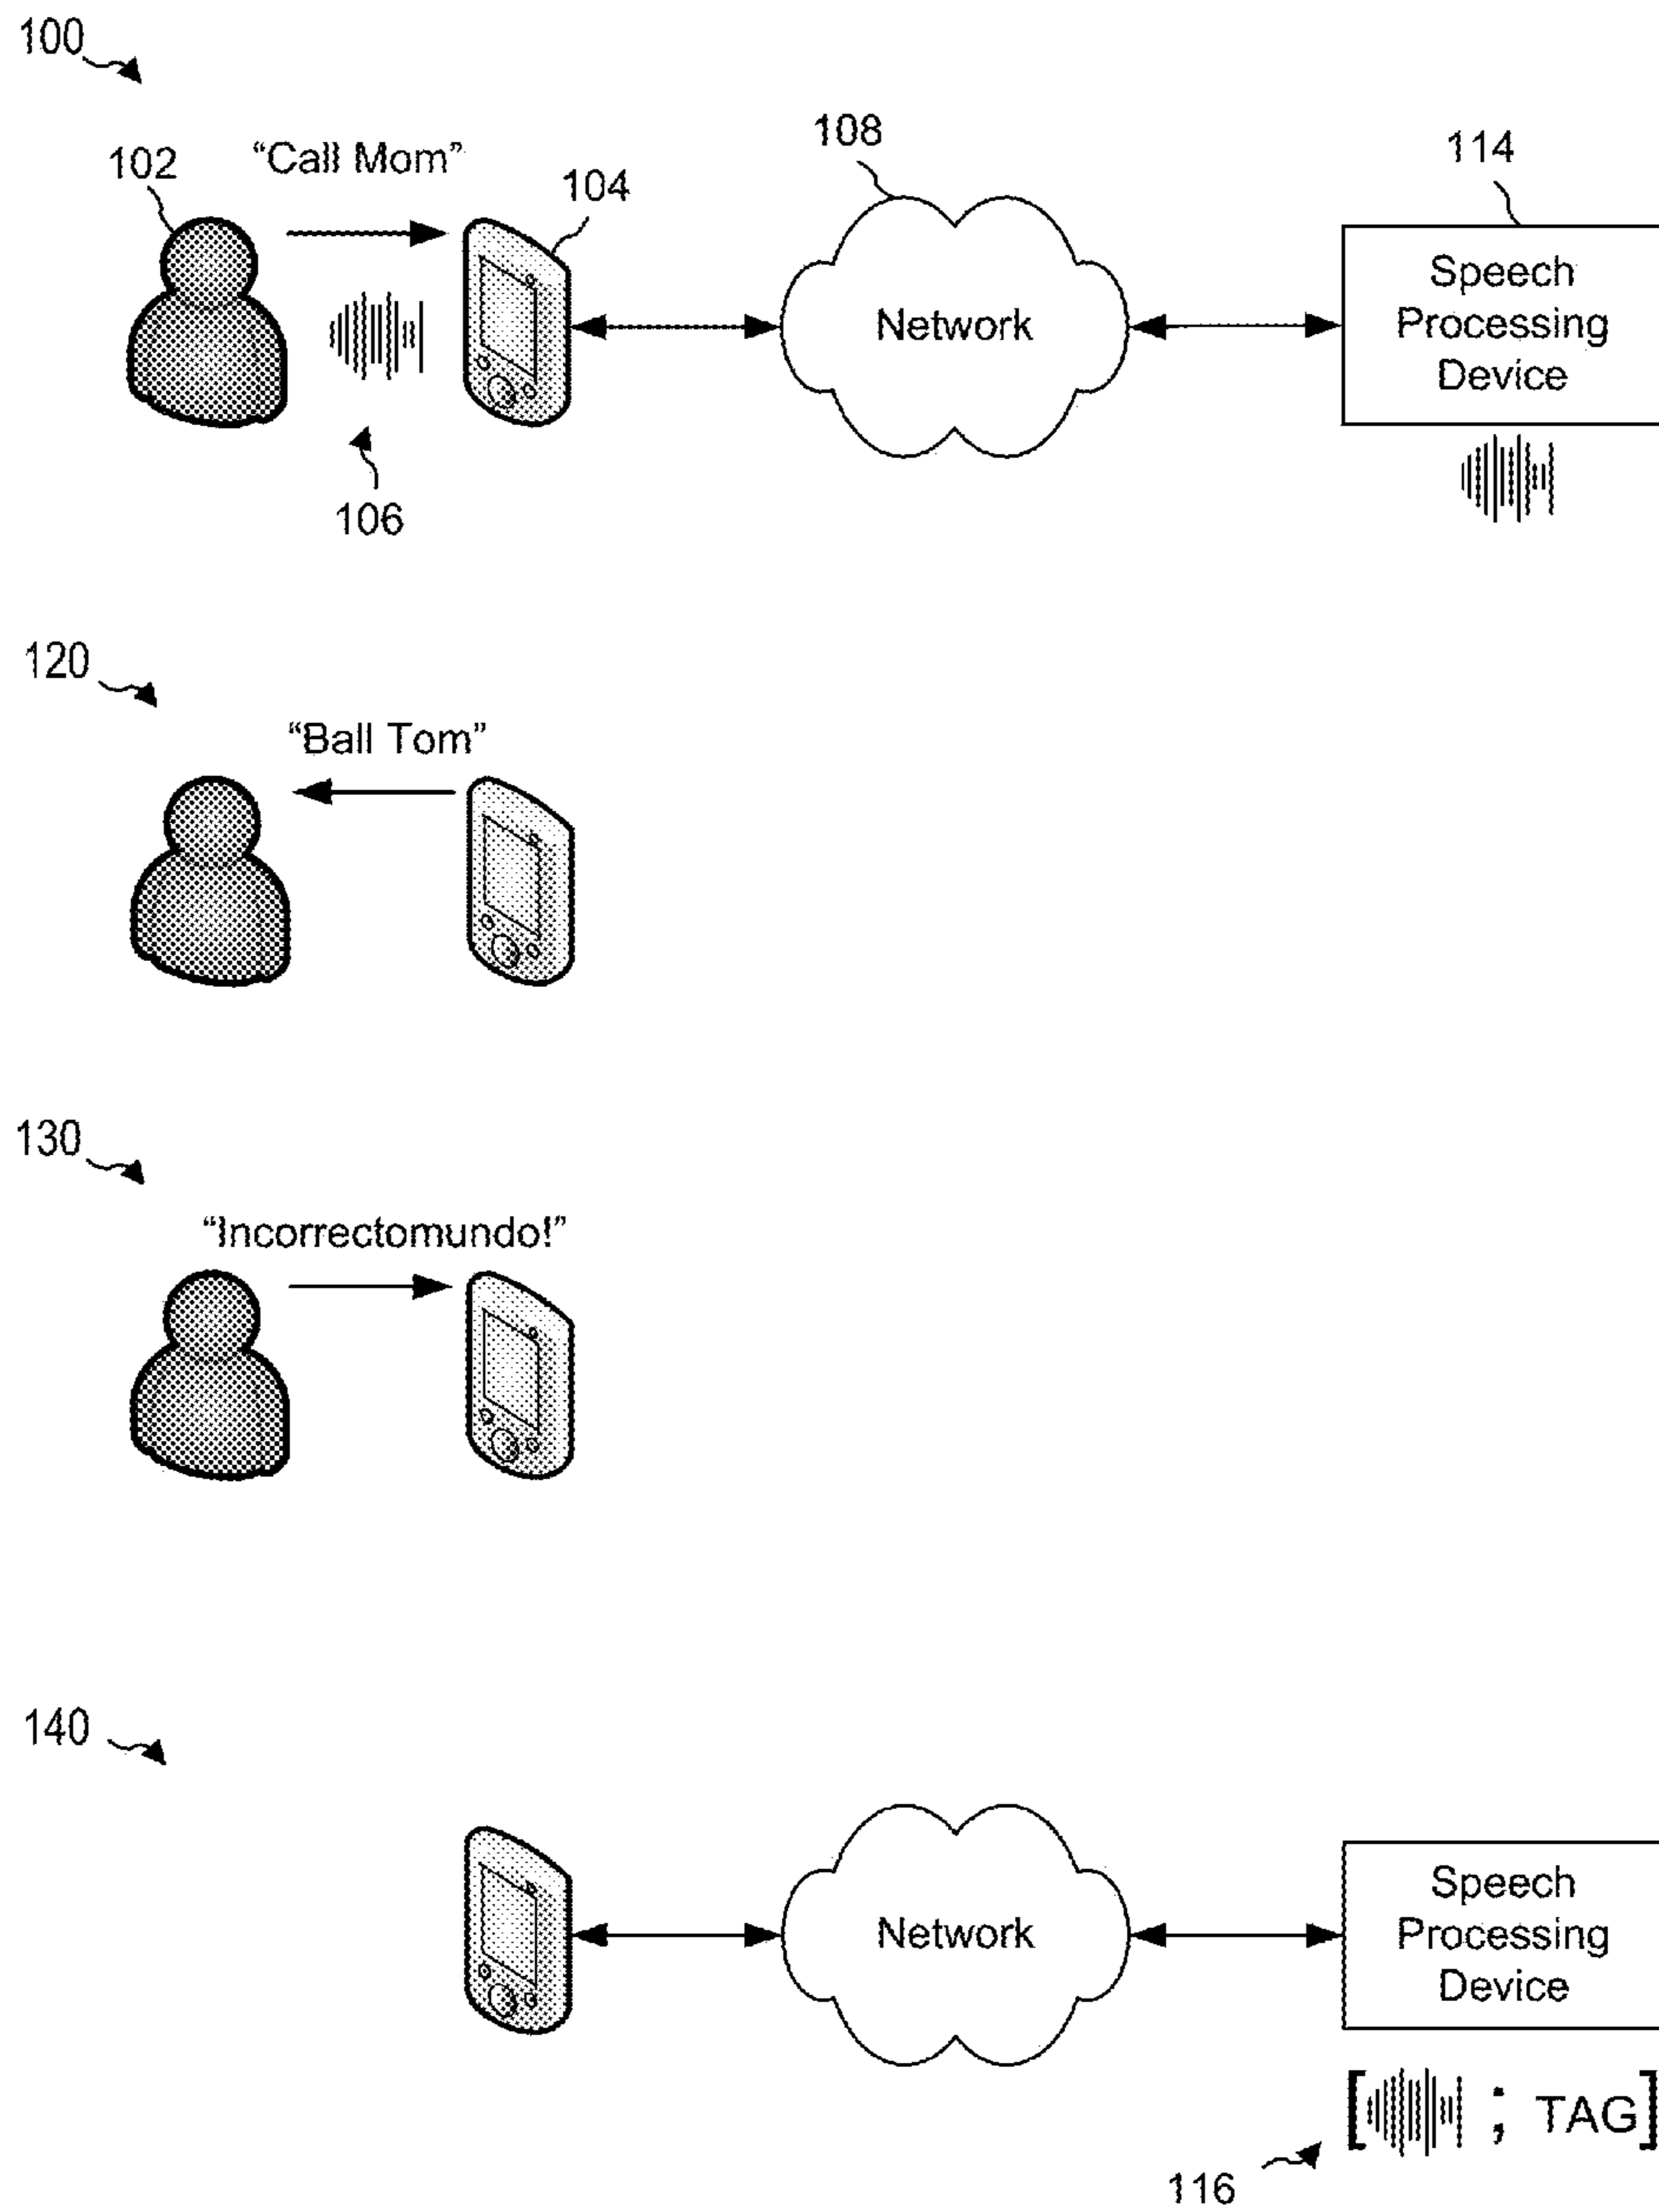 100
102
“Call Mom”
104
108
114
Network
Speech
Processing
Device
106
120
“Ball Tom”
130
“Incorrectomundo!”
140
Network
Speech
Processing
Device
[ ; TAG]
116